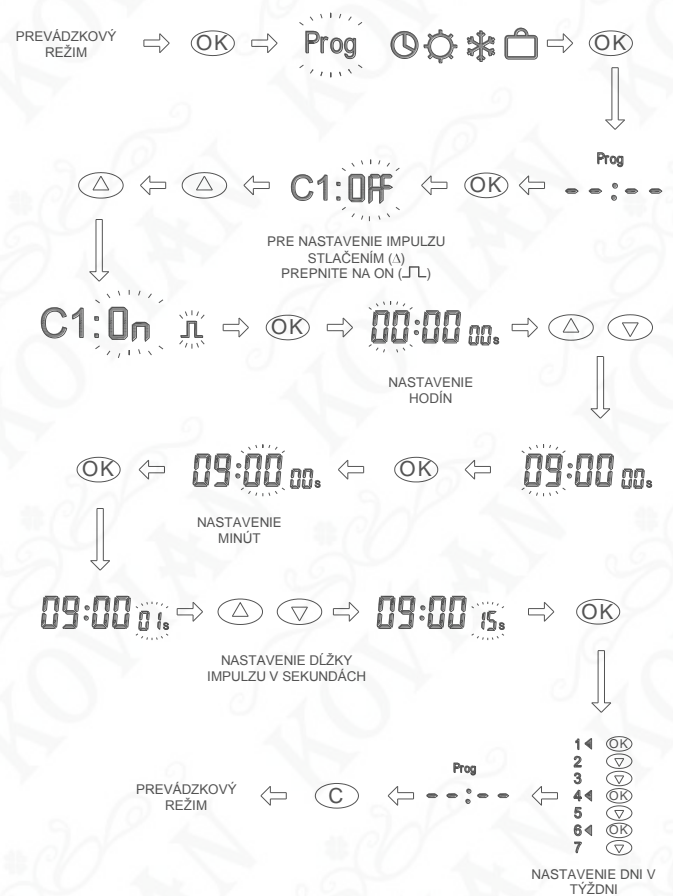 PREVÁDZKOVÝ
REŽIM
OK
Prog
OK
Prog
--:--
OK
C1:OFF
PRE NASTAVENIE IMPULZU
STLAČENÍM (∆)
PREPNITE NA ON (⎍)
C1:On
OK
00:00 00s
NASTAVENIE
HODÍN
09:00 00s
OK
09:00 00s
NASTAVENIE
MINÚT
OK
09:00 01s
09:00 15s
NASTAVENIE DĹŽKY
IMPULZU V SEKUNDÁCH
OK
1 OK
2
3
4 OK
5
6 OK
7
NASTAVENIE DNI V
TÝŽDNI
Prog
--:--
C
PREVÁDZKOVÝ
REŽIM
KOVIAN